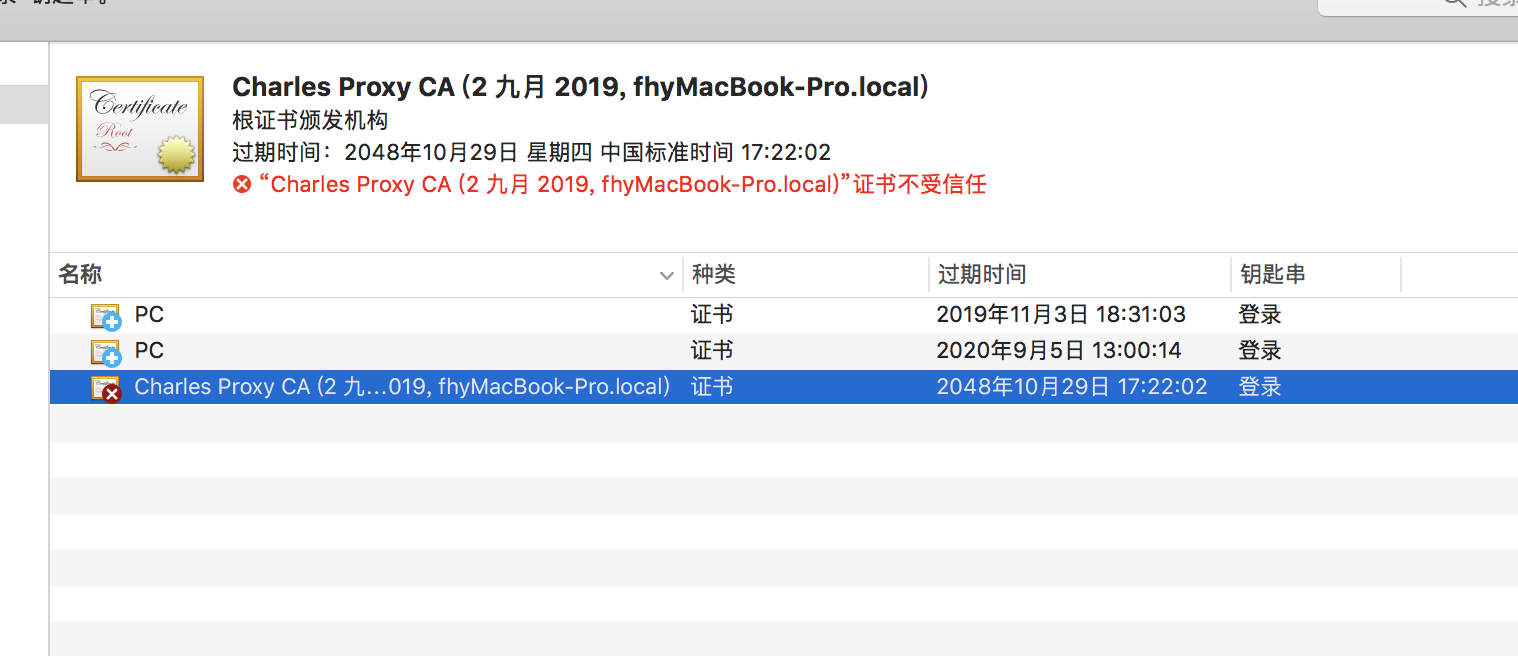 Charles Proxy CA (2 九月 2019, fhyMacBook-Pro.local)
Certificate
Root
根证书颁发机构
过期时间：2048年10月29日 星期四 中国标准时间 17:22:02
“Charles Proxy CA (2 九月 2019, fhyMacBook-Pro.local)”证书不受信任
名称 种类 过期时间 钥匙串
PC 证书 2019年11月3日 18:31:03 登录
PC 证书 2020年9月5日 13:00:14 登录
Charles Proxy CA (2 九…019, fhyMacBook-Pro.local) 证书 2048年10月29日 17:22:02 登录